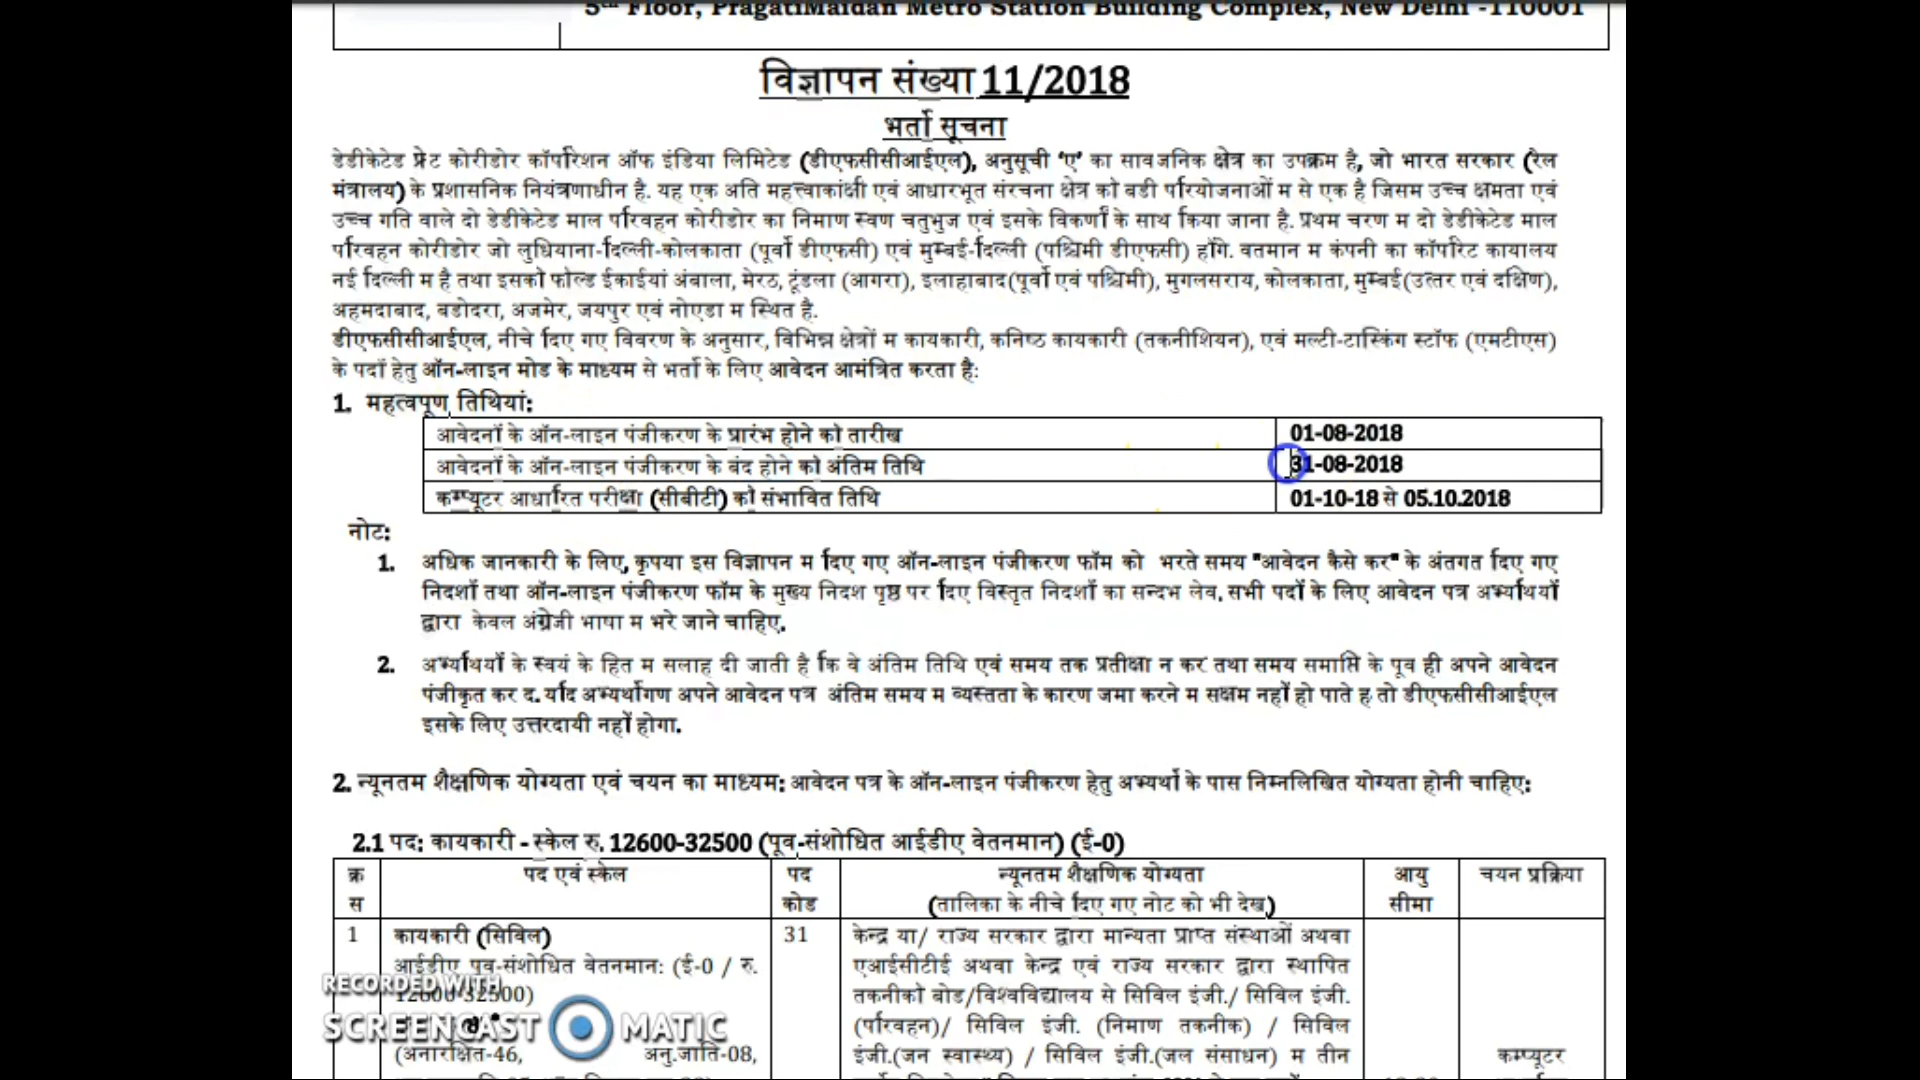 5th Floor, PragatiMaidan Metro Station Building Complex, New Delhi -110001
विज्ञापन संख्या 11/2018
भर्ता सूचना
डेडीकेटेड फ्रेट कोरीडोर कॉर्पारेशन ऑफ इंडिया लिमिटेड (डीएफसीसीआईएल), अनुसूची 'ए' का सावजनिक क्षेत्र का उपक्रम है, जो भारत सरकार (रेल
मंत्रालय) के प्रशासनिक नियंत्रणाधीन है. यह एक अति महत्त्वाकांक्षी एवं आधारभूत संरचना क्षेत्र को बडी परियोजनाओं म से एक है जिसम उच्च क्षमता एवं
उच्च गति वाले दो डेडीकेटेड माल परिवहन कोरीडोर का निमाण स्वण चतुभुज एवं इसके विकर्णों के साथ किया जाना है. प्रथम चरण म दो डेडीकेटेड माल
परिवहन कोरीडोर जो लुधियाना-दिल्ली-कोलकाता (पूर्वो डीएफसी) एवं मुम्बई-दिल्ली (पश्चिमी डीएफसी) होंगे. वतमान म कंपनी का कॉर्पारेट कायालय
नई दिल्ली म है तथा इसको फोल्ड ईकाईयां अंबाला, मेरठ, टूंडला (आगरा), इलाहाबाद(पूर्वो एवं पश्चिमी), मुगलसराय, कोलकाता, मुम्बई(उत्तर एवं दक्षिण),
अहमदाबाद, बडोदरा, अजमेर, जयपुर एवं नोएडा म स्थित है.
डीएफसीसीआईएल, नीचे दिए गए विवरण के अनुसार, विभिन्न क्षेत्रों म कायकारी, कनिष्ठ कायकारी (तकनीशियन), एवं मल्टी-टास्किंग स्टॉफ (एमटीएस)
के पदों हेतु ऑन-लाइन मोड के माध्यम से भर्ता के लिए आवेदन आमंत्रित करता है:
1. महत्वपूण तिथियां:
आवेदनों के ऑन-लाइन पंजीकरण के प्रारंभ होने को तारीख 01-08-2018
आवेदनों के ऑन-लाइन पंजीकरण के बंद होने को अंतिम तिथि 31-08-2018
कम्प्यूटर आधारित परीक्षा (सीबीटी) को संभावित तिथि 01-10-18 से 05.10.2018
नोट:
1. अधिक जानकारी के लिए, कृपया इस विज्ञापन म दिए गए ऑन-लाइन पंजीकरण फॉम को भरते समय "आवेदन कैसे कर" के अंतगत दिए गए
निदशों तथा ऑन-लाइन पंजीकरण फॉम के मुख्य निदश पृष्ठ पर दिए विस्तृत निदशों का सन्दभ लेव. सभी पदों के लिए आवेदन पत्र अभ्यर्थायों
द्वारा केवल अंग्रेजी भाषा म भरे जाने चाहिए.
2. अभ्यर्थियों के स्वयं के हित म सलाह दी जाती है कि वे अंतिम तिथि एवं समय तक प्रतीक्षा न कर तथा समय समाप्ति के पूव ही अपने आवेदन
पंजीकृत कर द. यदि अभ्यर्थागण अपने आवेदन पत्र अंतिम समय म व्यस्तता के कारण जमा करने म सक्षम नहीं हो पाते ह तो डीएफसीसीआईएल
इसके लिए उत्तरदायी नहीं होगा.
2. न्यूनतम शैक्षणिक योग्यता एवं चयन का माध्यम: आवेदन पत्र के ऑन-लाइन पंजीकरण हेतु अभ्यर्थो के पास निम्नलिखित योग्यता होनी चाहिए:
2.1 पद: कायकारी - स्केल रु. 12600-32500 (पूव-संशोधित आईडीए वेतनमान) (ई-0)
क्र पद एवं स्केल पद न्यूनतम शैक्षणिक योग्यता आयु चयन प्रक्रिया
स कोड (तालिका के नीचे दिए गए नोट को भी देख) सीमा
1 कायकारी (सिविल) 31 केन्द्र या/ राज्य सरकार द्वारा मान्यता प्राप्त संस्थाओं अथवा
आईडीए पूव-संशोधित वेतनमान: (ई-0 / रु. एआईसीटीई अथवा केन्द्र एवं राज्य सरकार द्वारा स्थापित
12600-32500) तकनीको बोर्ड/विश्वविद्यालय से सिविल इंजी./ सिविल इंजी.
(परिवहन)/ सिविल इंजी. (निमाण तकनीक) / सिविल
(अनारक्षित-46, अनु.जाति-08, इंजी.(जन स्वास्थ्य) / सिविल इंजी.(जल संसाधन) म तीन कम्प्यूटर
RECORDED WITH
SCREENCAST MATIC